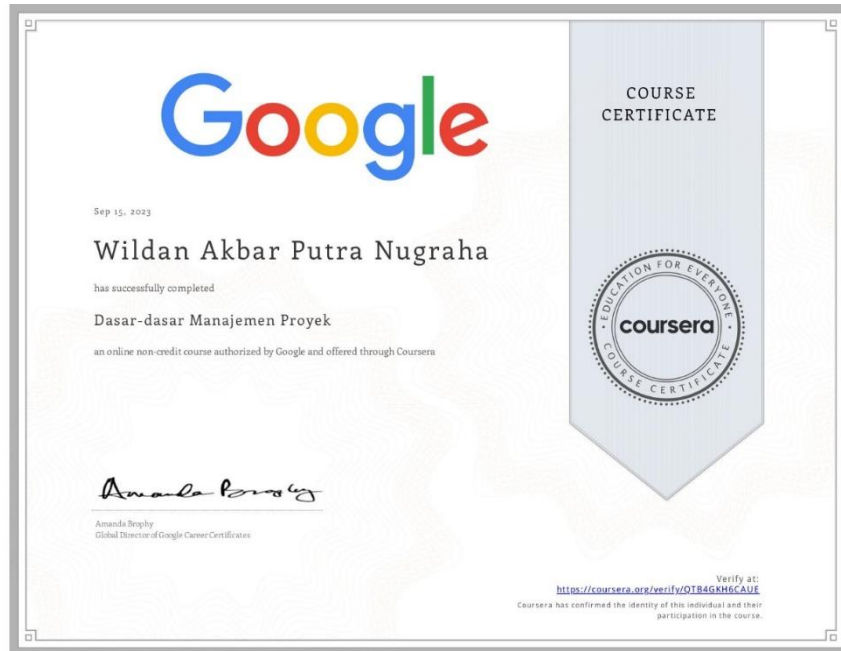 Google
COURSE
CERTIFICATE
Sep 15, 2023
Wildan Akbar Putra Nugraha
has successfully completed
Dasar-dasar Manajemen Proyek
an online non-credit course authorized by Google and offered through Coursera
EDUCATION FOR EVERYONE
coursera
COURSE CERTIFICATE
Amanda Brophy
Amanda Brophy
Global Director of Google Career Certificates
Verify at:
https://coursera.org/verify/QTB4GKH6CAUE
Coursera has confirmed the identity of this individual and their
participation in the course.